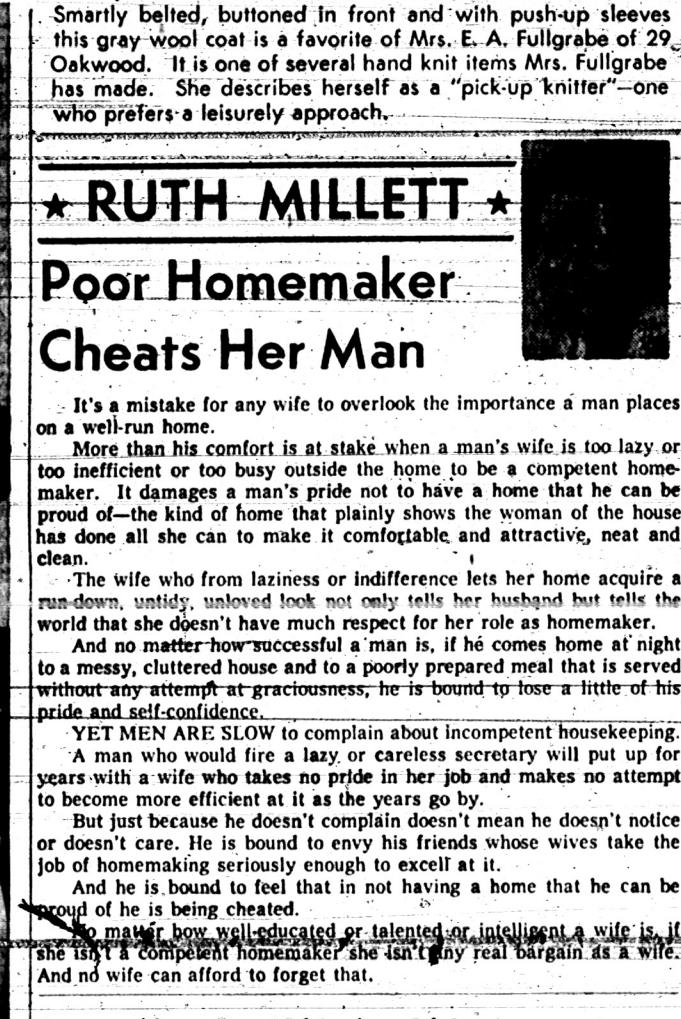 Smartly belted, buttoned in front and with push-up sleeves
this gray wool coat is a favorite of Mrs. E. A. Fullgrabe of 29
Oakwood. It is one of several hand knit items Mrs. Fullgrabe
has made. She describes herself as a "pick-up knitter"—one
who prefers a leisurely approach.
★ RUTH MILLETT ★
Poor Homemaker
Cheats Her Man
It's a mistake for any wife to overlook the importance a man places
on a well-run home.
More than his comfort is at stake when a man's wife is too lazy or
too inefficient or too busy outside the home to be a competent home-
maker. It damages a man's pride not to have a home that he can be
proud of—the kind of home that plainly shows the woman of the house
has done all she can to make it comfortable and attractive, neat and
clean.
The wife who from laziness or indifference lets her home acquire a
run-down, untidy, unloved look not only tells her husband but tells the
world that she doesn't have much respect for her role as homemaker.
And no matter how successful a man is, if he comes home at night
to a messy, cluttered house and to a poorly prepared meal that is served
without any attempt at graciousness, he is bound to lose a little of his
pride and self-confidence.
YET MEN ARE SLOW to complain about incompetent housekeeping.
A man who would fire a lazy or careless secretary will put up for
years with a wife who takes no pride in her job and makes no attempt
to become more efficient at it as the years go by.
But just because he doesn't complain doesn't mean he doesn't notice
or doesn't care. He is bound to envy his friends whose wives take the
job of homemaking seriously enough to excell at it.
And he is bound to feel that in not having a home that he can be
proud of he is being cheated.
No matter how well-educated or talented or intelligent a wife is, if
she isn't a competent homemaker she isn't any real bargain as a wife.
And no wife can afford to forget that.